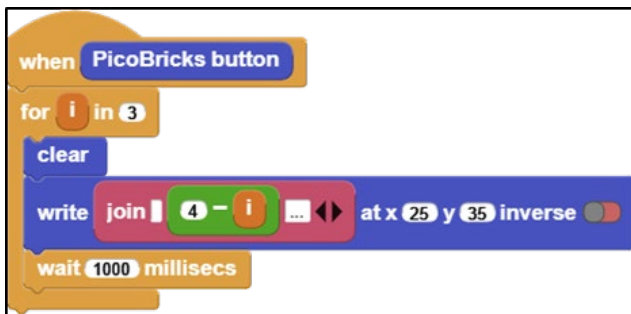 when PicoBricks button
for i in 3
clear
write join 4 - i ... at x 25 y 35 inverse
wait 1000 millisecs